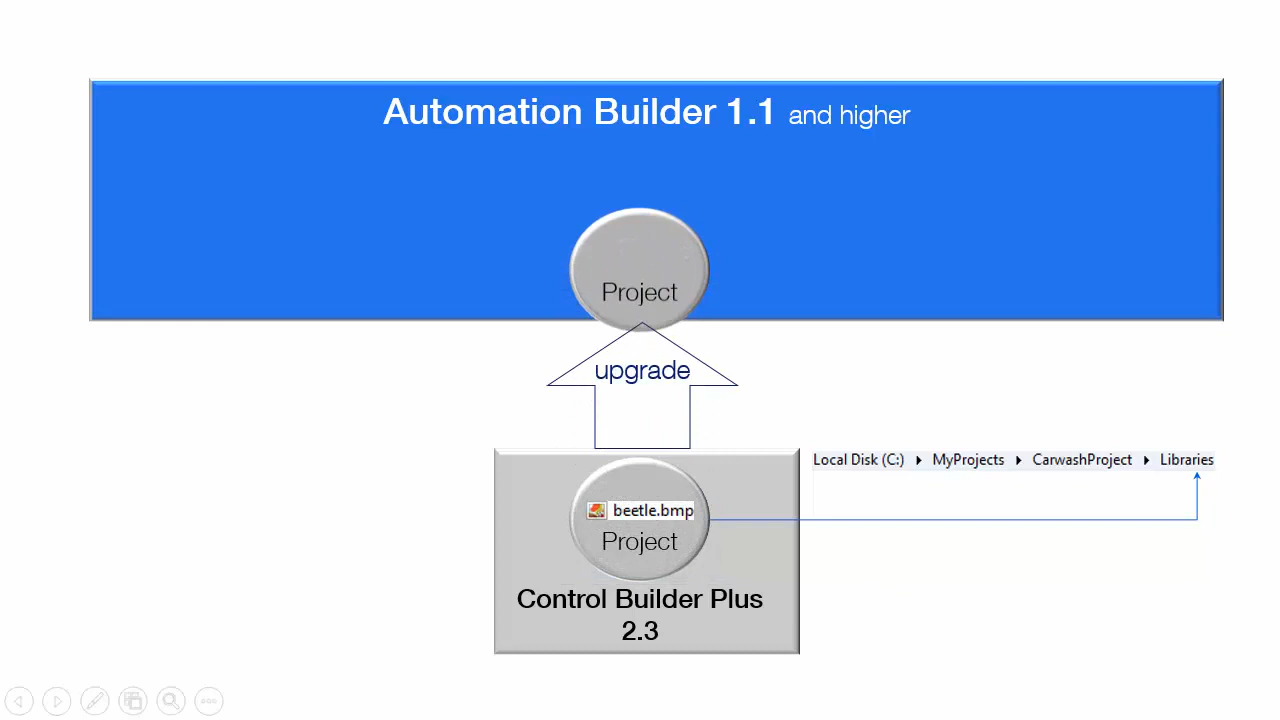 Automation Builder 1.1 and higher
Project
upgrade
Local Disk (C:) MyProjects CarwashProject Libraries
beetle.bmp
Project
Control Builder Plus
2.3